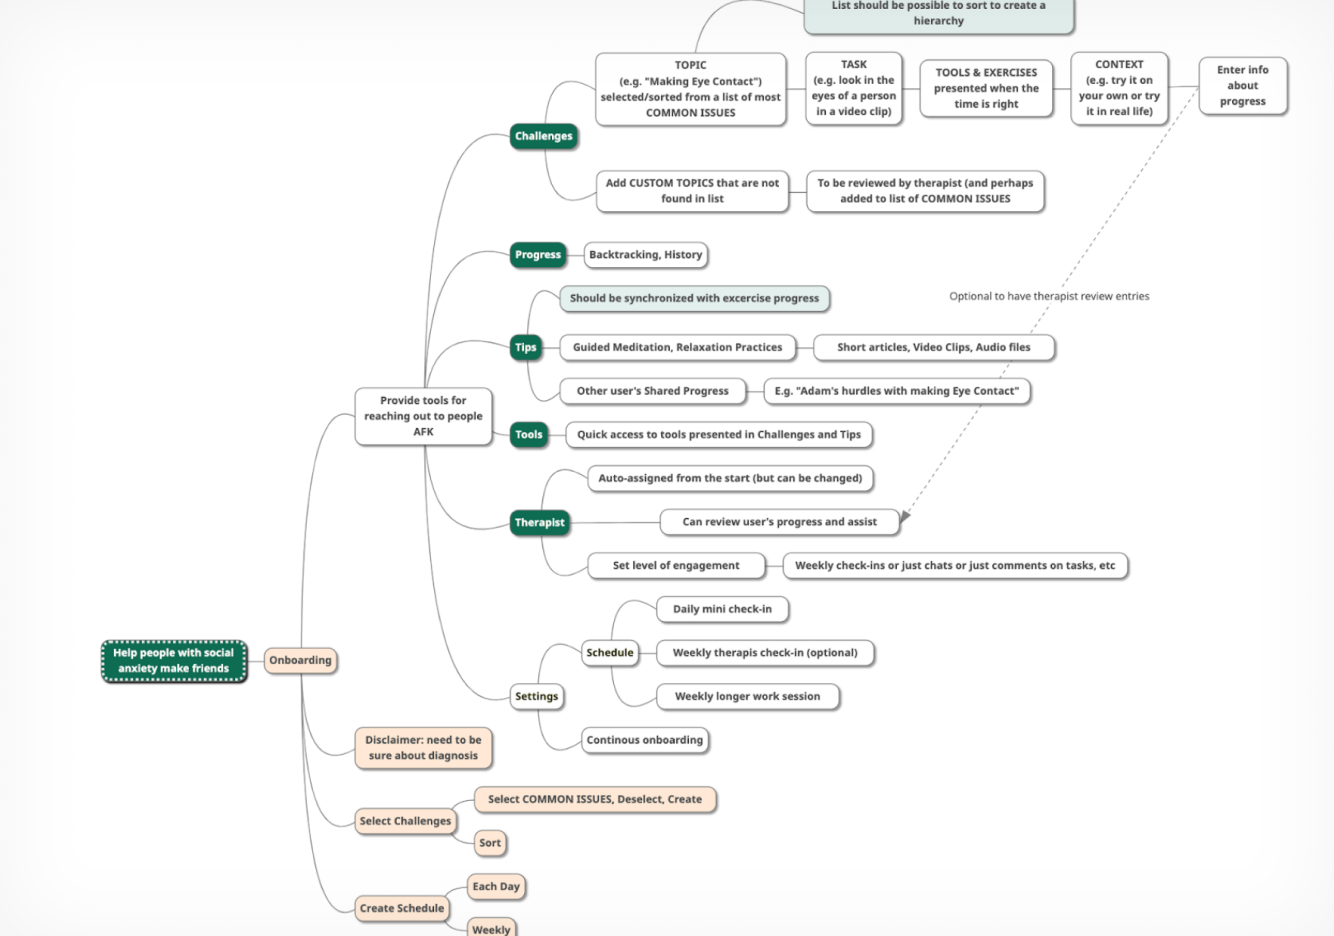 List should be possible to sort to create a
hierarchy
TOPIC
(e.g. "Making Eye Contact")
selected/sorted from a list of most
COMMON ISSUES
TASK
(e.g. look in the
eyes of a person
in a video clip)
TOOLS & EXERCISES
presented when the
time is right
CONTEXT
(e.g. try it on
your own or try
it in real life)
Enter info
about
progress
Challenges
Add CUSTOM TOPICS that are not
found in list
To be reviewed by therapist (and perhaps
added to list of COMMON ISSUES
Progress
Backtracking, History
Should be synchronized with excercise progress
Optional to have therapist review entries
Tips
Guided Meditation, Relaxation Practices
Short articles, Video Clips, Audio files
Other user's Shared Progress
E.g. "Adam's hurdles with making Eye Contact"
Provide tools for
reaching out to people
AFK
Tools
Quick access to tools presented in Challenges and Tips
Auto-assigned from the start (but can be changed)
Therapist
Can review user's progress and assist
Set level of engagement
Weekly check-ins or just chats or just comments on tasks, etc
Daily mini check-in
Schedule
Weekly therapis check-in (optional)
Weekly longer work session
Settings
Continous onboarding
Help people with social
anxiety make friends
Onboarding
Disclaimer: need to be
sure about diagnosis
Select COMMON ISSUES, Deselect, Create
Select Challenges
Sort
Each Day
Create Schedule
Weekly